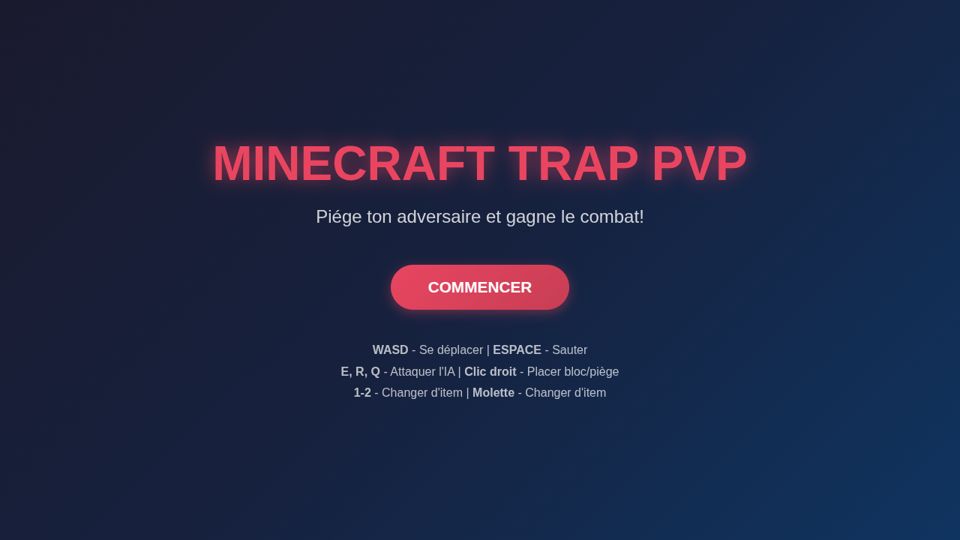 MINECRAFT TRAP PVP
Piége ton adversaire et gagne le combat!
COMMENCER
WASD - Se déplacer | ESPACE - Sauter
E, R, Q - Attaquer l'IA | Clic droit - Placer bloc/piège
1-2 - Changer d'item | Molette - Changer d'item